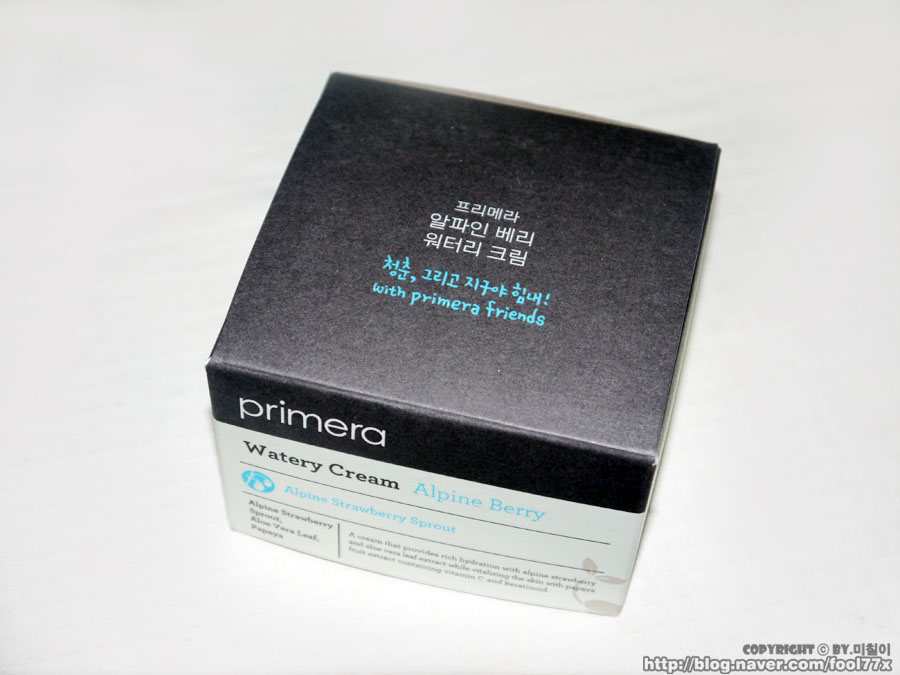 프리메라
알파인 베리
워터리 크림
청춘, 그리고 지구야 힘내!
with primera friends
primera
Watery Cream Alpine Berry
Alpine Strawberry Sprout
Alpine Strawberry
Sprout,
Aloe Vera Leaf,
Papaya
A cream that provides rich hydration with alpine strawberry
and aloe vera leaf extract while vitalizing the skin with papaya
fruit extract containing vitamin C and keratinoid.
COPYRIGHT © BY.미칠이
http://blog.naver.com/fool77x